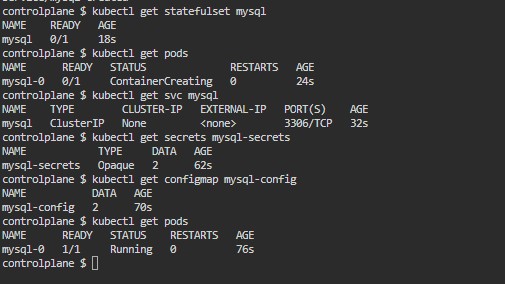 controlplane $ kubectl get statefulset mysql
NAME    READY   AGE
mysql   0/1     18s
controlplane $ kubectl get pods
NAME      READY   STATUS              RESTARTS   AGE
mysql-0   0/1     ContainerCreating   0          24s
controlplane $ kubectl get svc mysql
NAME    TYPE        CLUSTER-IP   EXTERNAL-IP   PORT(S)    AGE
mysql   ClusterIP   None         <none>        3306/TCP   32s
controlplane $ kubectl get secrets mysql-secrets
NAME            TYPE     DATA   AGE
mysql-secrets   Opaque   2      62s
controlplane $ kubectl get configmap mysql-config
NAME           DATA   AGE
mysql-config   2      70s
controlplane $ kubectl get pods
NAME      READY   STATUS    RESTARTS   AGE
mysql-0   1/1     Running   0          76s
controlplane $